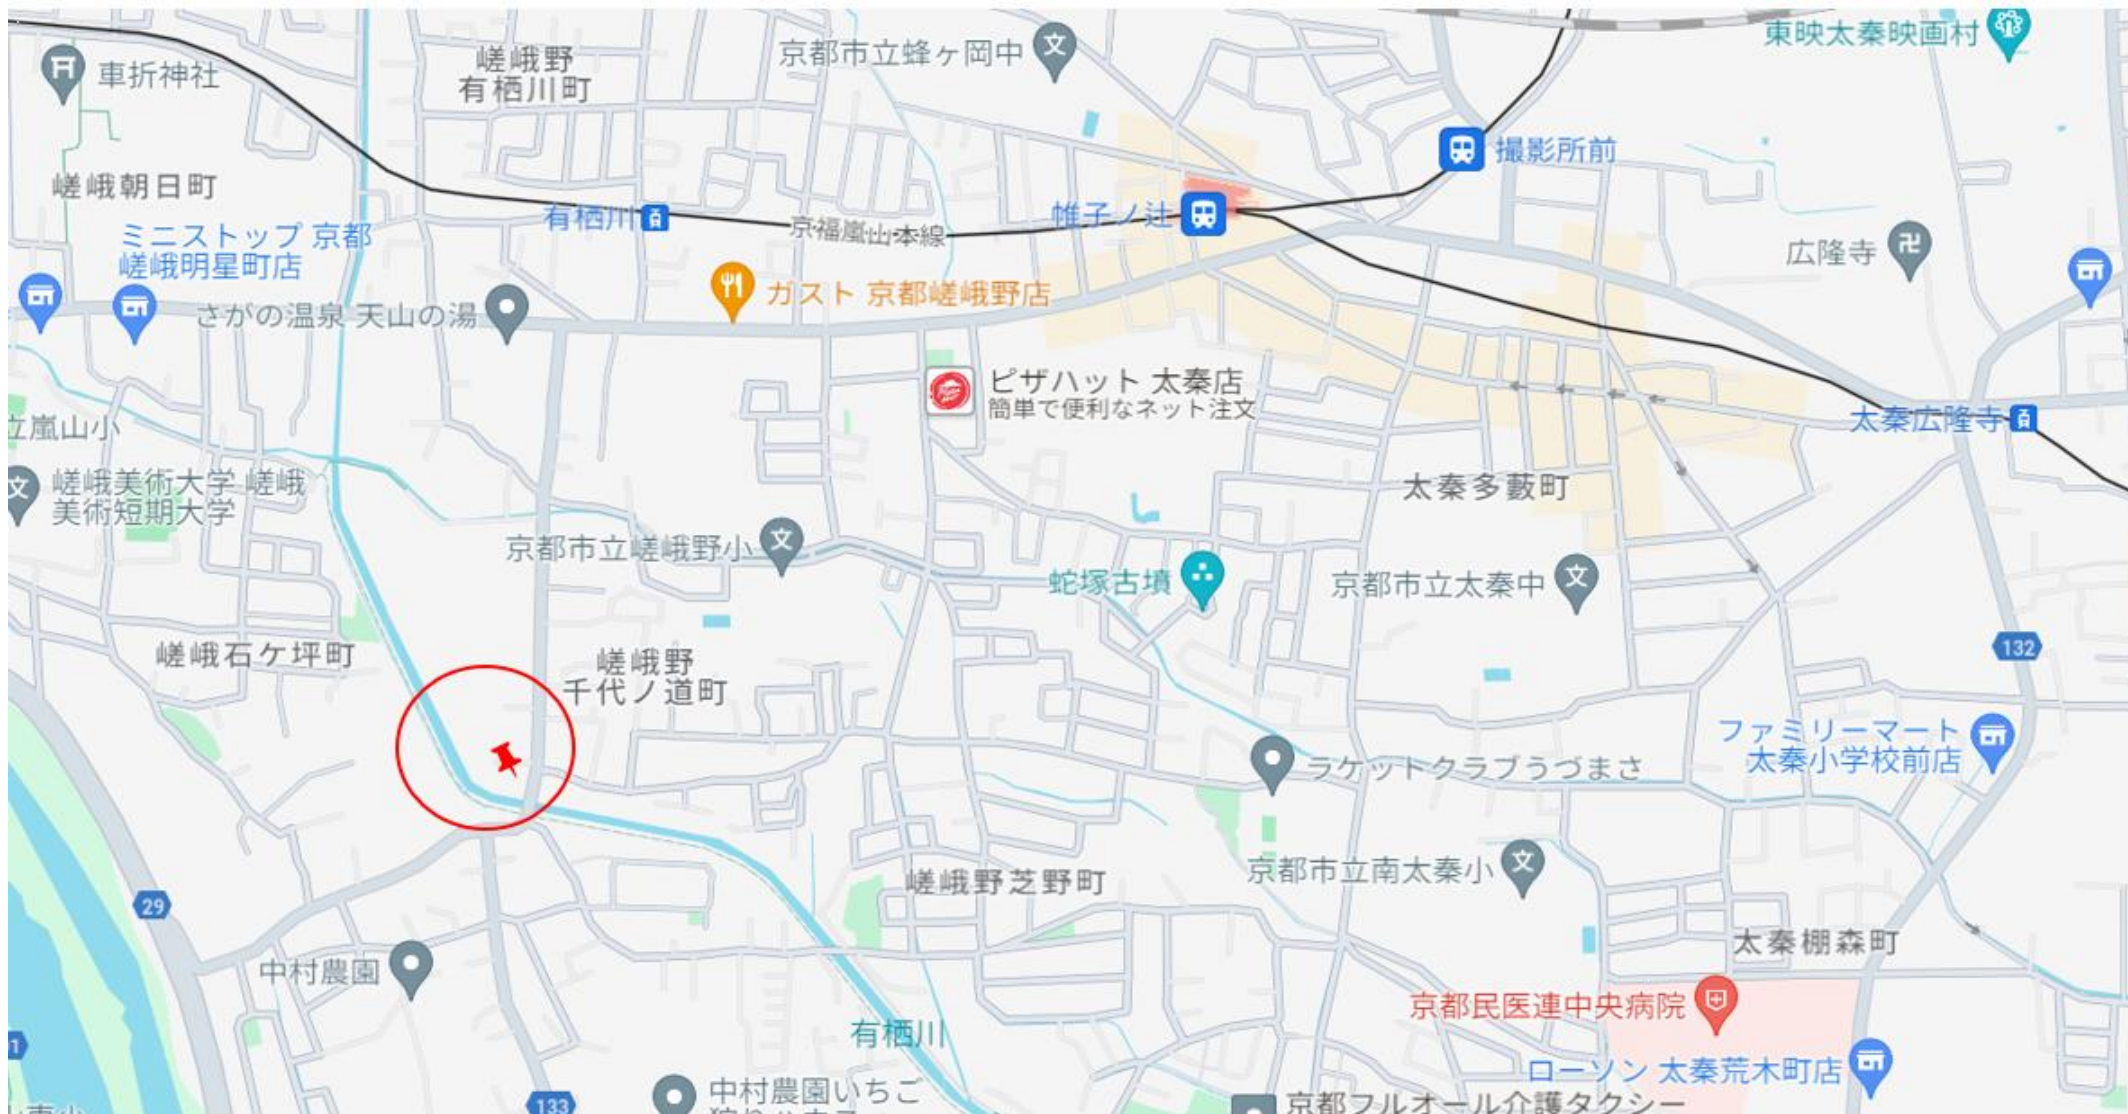 東映太秦映画村
京都市立蜂ヶ岡中
嵯峨野
有栖川町
車折神社
撮影所前
嵯峨朝日町
有栖川
帷子ノ辻
京福嵐山本線
ミニストップ 京都
嵯峨明星町店
広隆寺
ガスト 京都嵯峨野店
さがの温泉 天山の湯
ピザハット 太秦店
簡単で便利なネット注文
太秦広隆寺
立嵐山小
嵯峨美術大学 嵯峨
美術短期大学
太秦多藪町
京都市立嵯峨野小
蛇塚古墳
京都市立太秦中
132
嵯峨石ケ坪町
嵯峨野
千代ノ道町
ファミリーマート
太秦小学校前店
ラケットクラブうづまさ
京都市立南太秦小
嵯峨野芝野町
29
太秦棚森町
中村農園
京都民医連中央病院
有栖川
ローソン 太秦荒木町店
中村農園いちご
133
京都フルオール介護タクシー